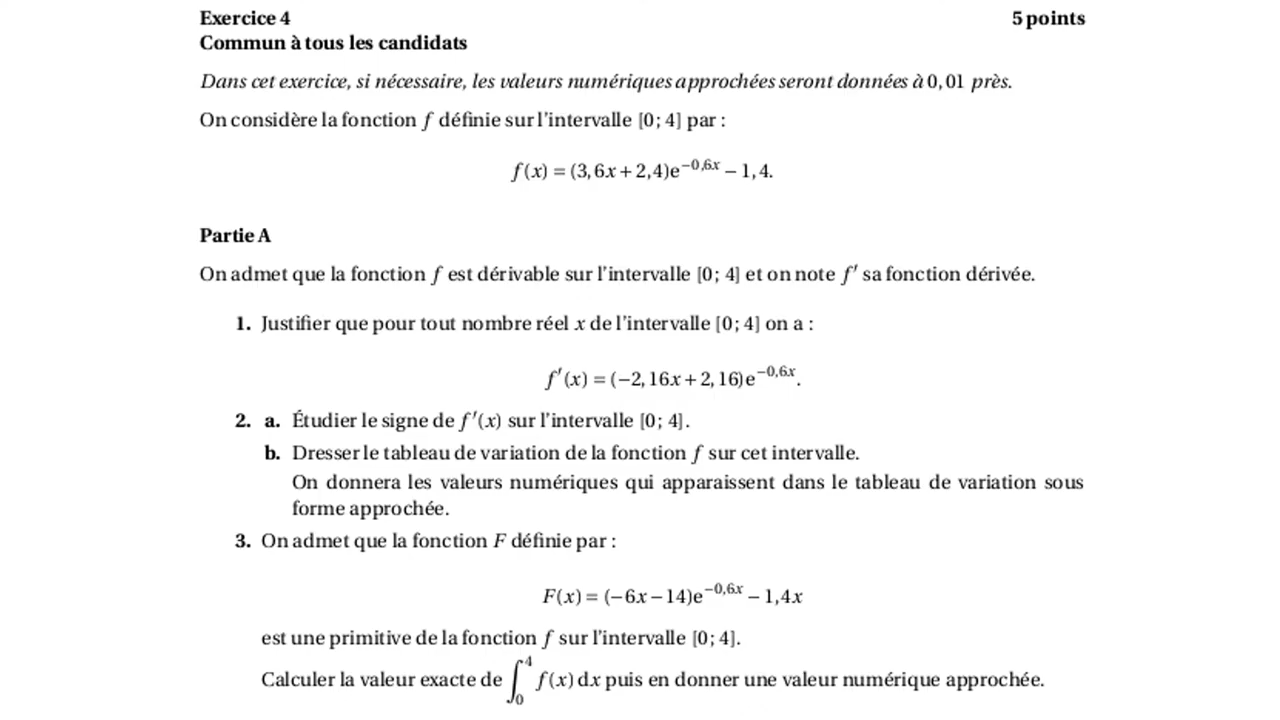 Exercice 4 5 points
Commun à tous les candidats
Dans cet exercice, si nécessaire, les valeurs numériques approchées seront données à 0, 01 près.
On considère la fonction f définie sur l'intervalle [0; 4] par :
f(x) = (3, 6x + 2, 4)e^{−0,6x} − 1, 4.
Partie A
On admet que la fonction f est dérivable sur l'intervalle [0; 4] et on note f′ sa fonction dérivée.
1. Justifier que pour tout nombre réel x de l'intervalle [0; 4] on a :
f′(x) = (−2, 16x + 2, 16)e^{−0,6x}.
2. a. Étudier le signe de f′(x) sur l'intervalle [0; 4].
b. Dresser le tableau de variation de la fonction f sur cet intervalle.
On donnera les valeurs numériques qui apparaissent dans le tableau de variation sous
forme approchée.
3. On admet que la fonction F définie par :
F(x) = (−6x − 14)e^{−0,6x} − 1,4x
est une primitive de la fonction f sur l'intervalle [0; 4].
Calculer la valeur exacte de ∫_0^4 f(x) dx puis en donner une valeur numérique approchée.